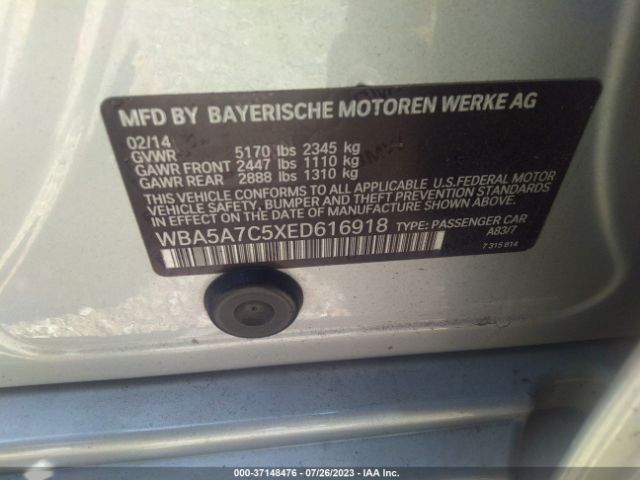 MFD BY BAYERISCHE MOTOREN WERKE AG
02/14
GVWR 5170 lbs 2345 kg
GAWR FRONT 2447 lbs 1110 kg
GAWR REAR 2888 lbs 1310 kg
THIS VEHICLE CONFORMS TO ALL APPLICABLE U.S.FEDERAL MOTOR
VEHICLE SAFETY, BUMPER, AND THEFT PREVENTION STANDARDS
IN EFFECT ON THE DATE OF MANUFACTURE SHOWN ABOVE.
WBA5A7C5XED616918 TYPE: PASSENGER CAR
A83/7
7 315 814
000-37148476 - 07/26/2023 - IAA Inc.